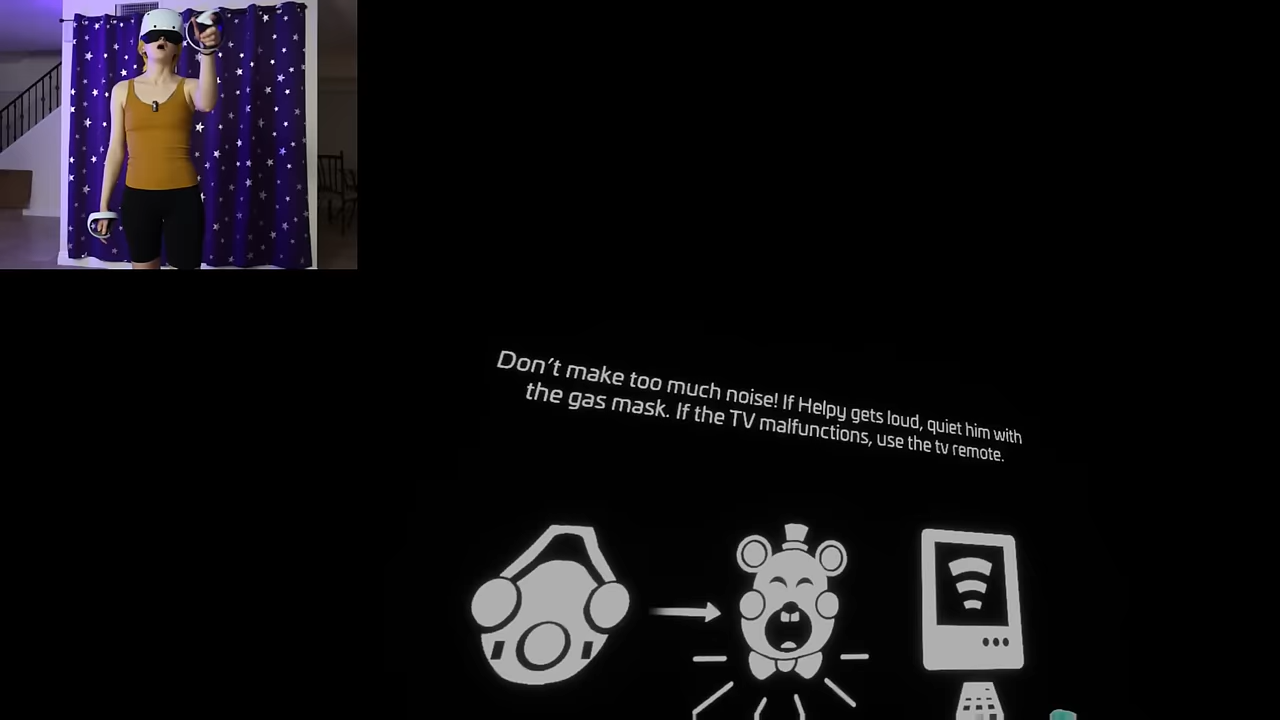 Don't make too much noise! If Helpy gets loud, quiet him with
the gas mask. If the TV malfunctions, use the tv remote.